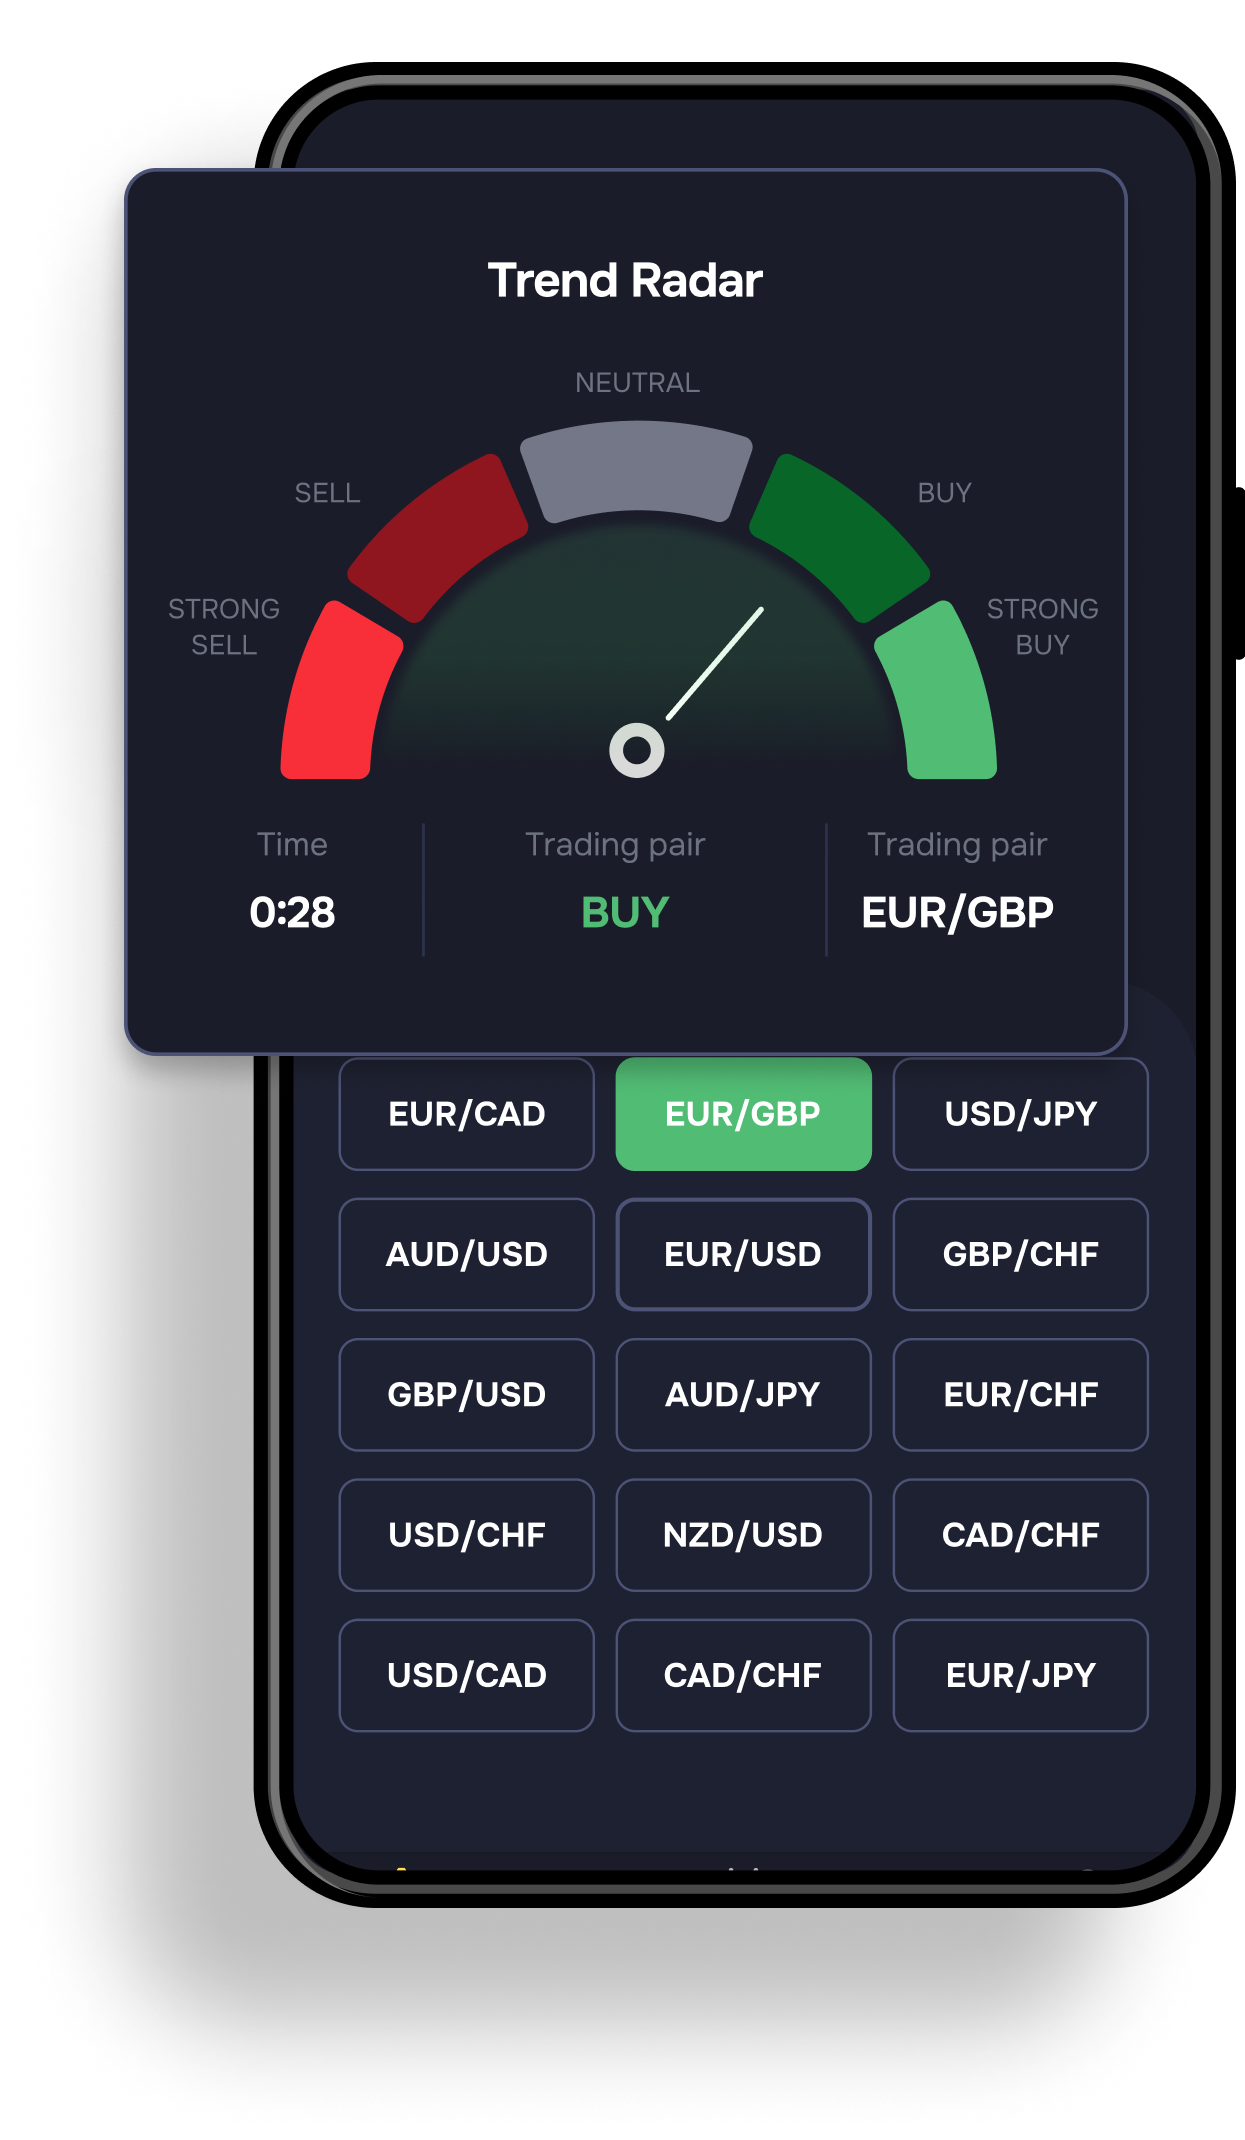 Trend Radar
NEUTRAL
SELL
BUY
STRONG
SELL
STRONG
BUY
Time
Trading pair
Trading pair
0:28
BUY
EUR/GBP
EUR/CAD
EUR/GBP
USD/JPY
AUD/USD
EUR/USD
GBP/CHF
GBP/USD
AUD/JPY
EUR/CHF
USD/CHF
NZD/USD
CAD/CHF
USD/CAD
CAD/CHF
EUR/JPY